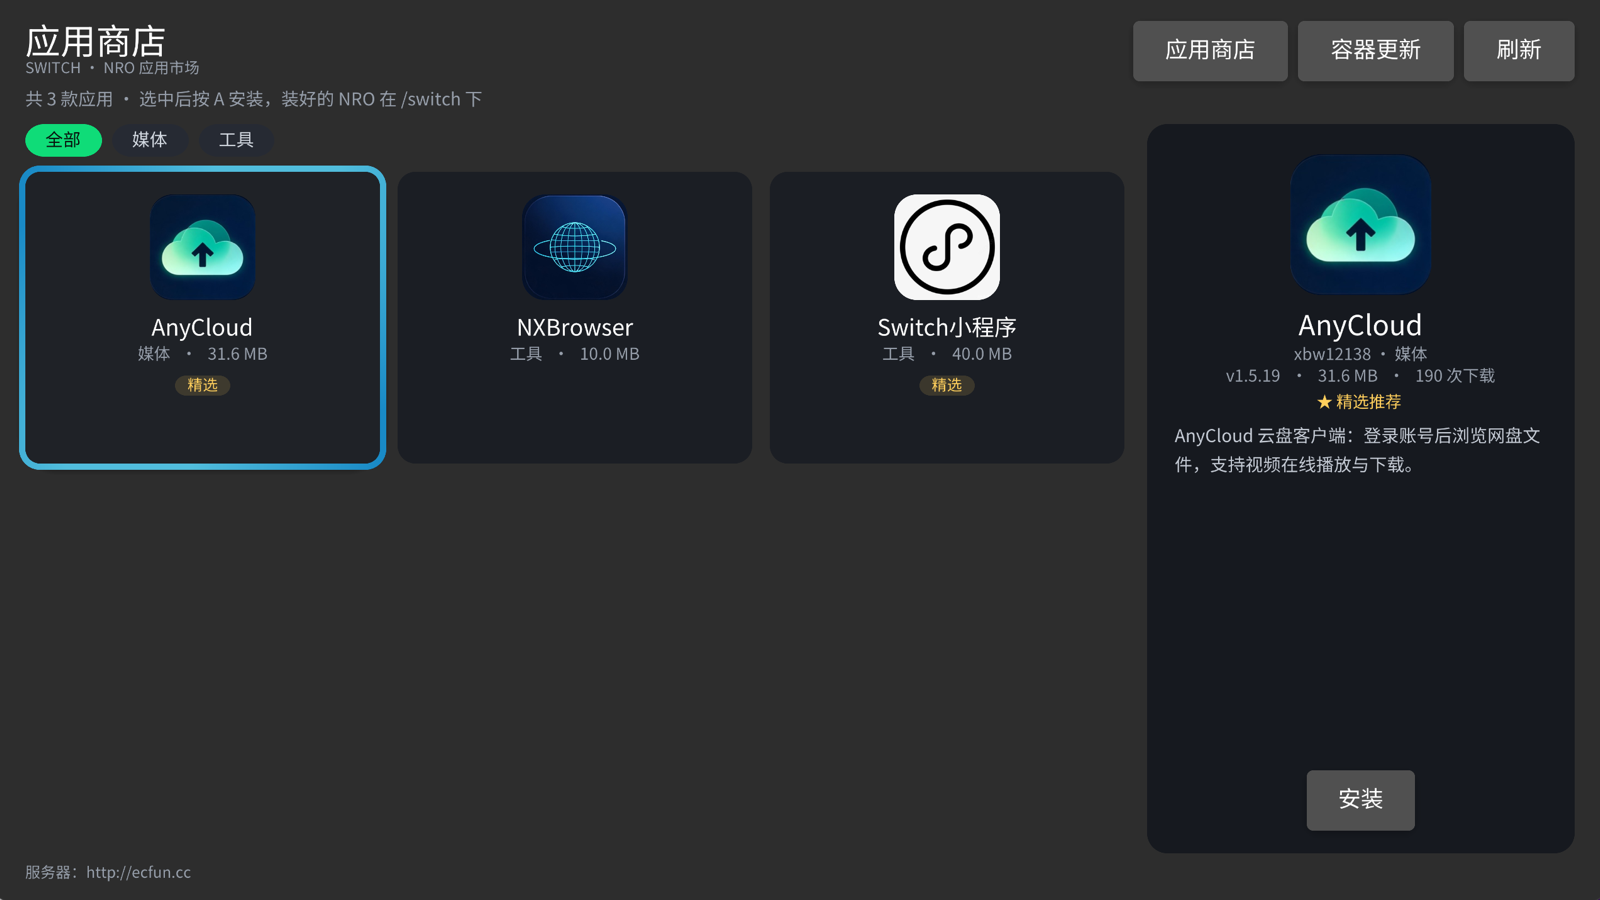 应用商店
SWITCH · NRO 应用市场
共 3 款应用 · 选中后按 A 安装，装好的 NRO 在 /switch 下
应用商店
容器更新
刷新
全部
媒体
工具
AnyCloud
媒体 · 31.6 MB
精选
NXBrowser
工具 · 10.0 MB
Switch小程序
工具 · 40.0 MB
精选
AnyCloud
xbw12138 · 媒体
v1.5.19 · 31.6 MB · 190 次下载
★ 精选推荐
AnyCloud 云盘客户端：登录账号后浏览网盘文
件，支持视频在线播放与下载。
安装
服务器：http://ecfun.cc